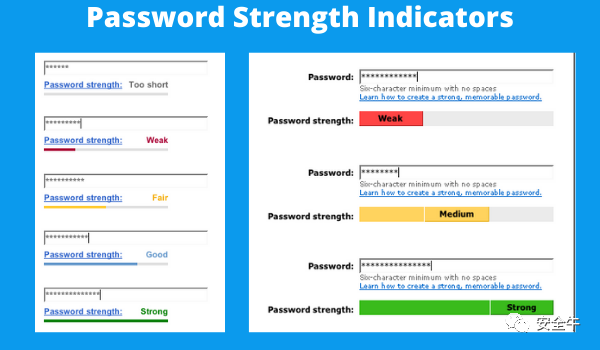 Password Strength Indicators
******
Password strength: Too short
*********
Password strength: Weak
**********
Password strength: Fair
***********
Password strength: Good
**************
Password strength: Strong
Password: ************
Six-character minimum with no spaces
Learn how to create a strong, memorable password.
Password strength: Weak
Password: ********
Six-character minimum with no spaces
Learn how to create a strong, memorable password.
Password strength: Medium
Password: ***************
Six-character minimum with no spaces
Learn how to create a strong, memorable password.
Password strength: Strong
安全牛